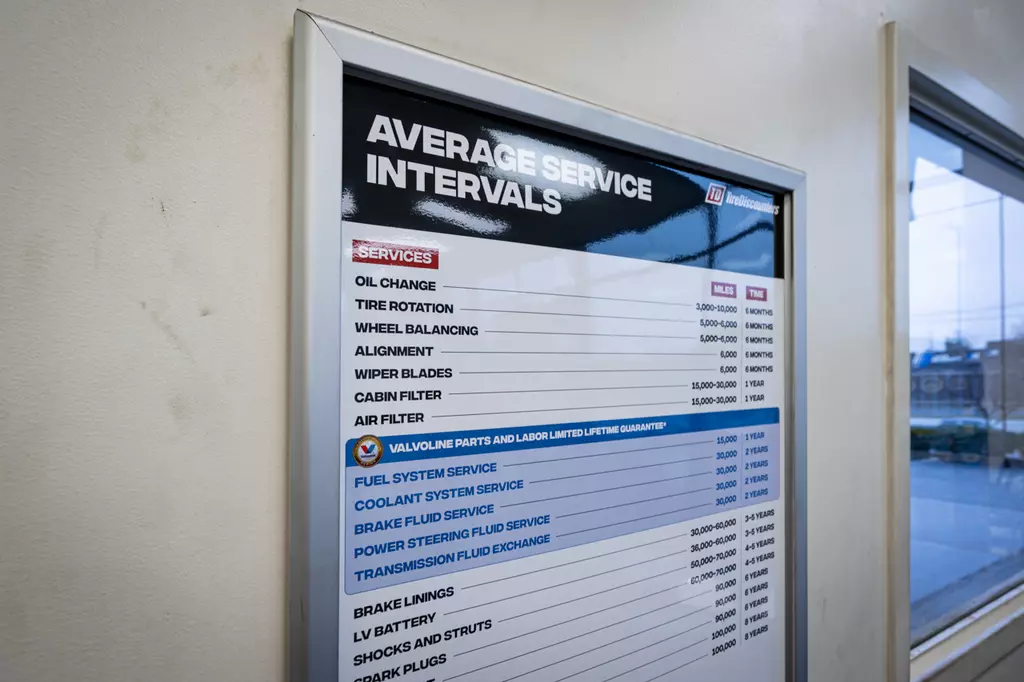 AVERAGE SERVICE
INTERVALS
TD TireDiscounters
SERVICES MILES TIME
OIL CHANGE 3,000-10,000 6 MONTHS
TIRE ROTATION 5,000-6,000 6 MONTHS
WHEEL BALANCING 5,000-6,000 6 MONTHS
ALIGNMENT 6,000 6 MONTHS
WIPER BLADES 6,000 6 MONTHS
CABIN FILTER 15,000-30,000 1 YEAR
AIR FILTER 15,000-30,000 1 YEAR
VALVOLINE PARTS AND LABOR LIMITED LIFETIME GUARANTEE*
FUEL SYSTEM SERVICE 15,000 1 YEAR
COOLANT SYSTEM SERVICE 30,000 2 YEARS
BRAKE FLUID SERVICE 30,000 2 YEARS
POWER STEERING FLUID SERVICE 30,000 2 YEARS
TRANSMISSION FLUID EXCHANGE 30,000 2 YEARS
BRAKE LININGS 30,000-60,000 3-5 YEARS
LV BATTERY 36,000-60,000 3-5 YEARS
SHOCKS AND STRUTS 50,000-70,000 4-5 YEARS
SPARK PLUGS 60,000-70,000 4-5 YEARS
90,000 6 YEARS
90,000 6 YEARS
90,000 6 YEARS
100,000 8 YEARS
100,000 8 YEARS